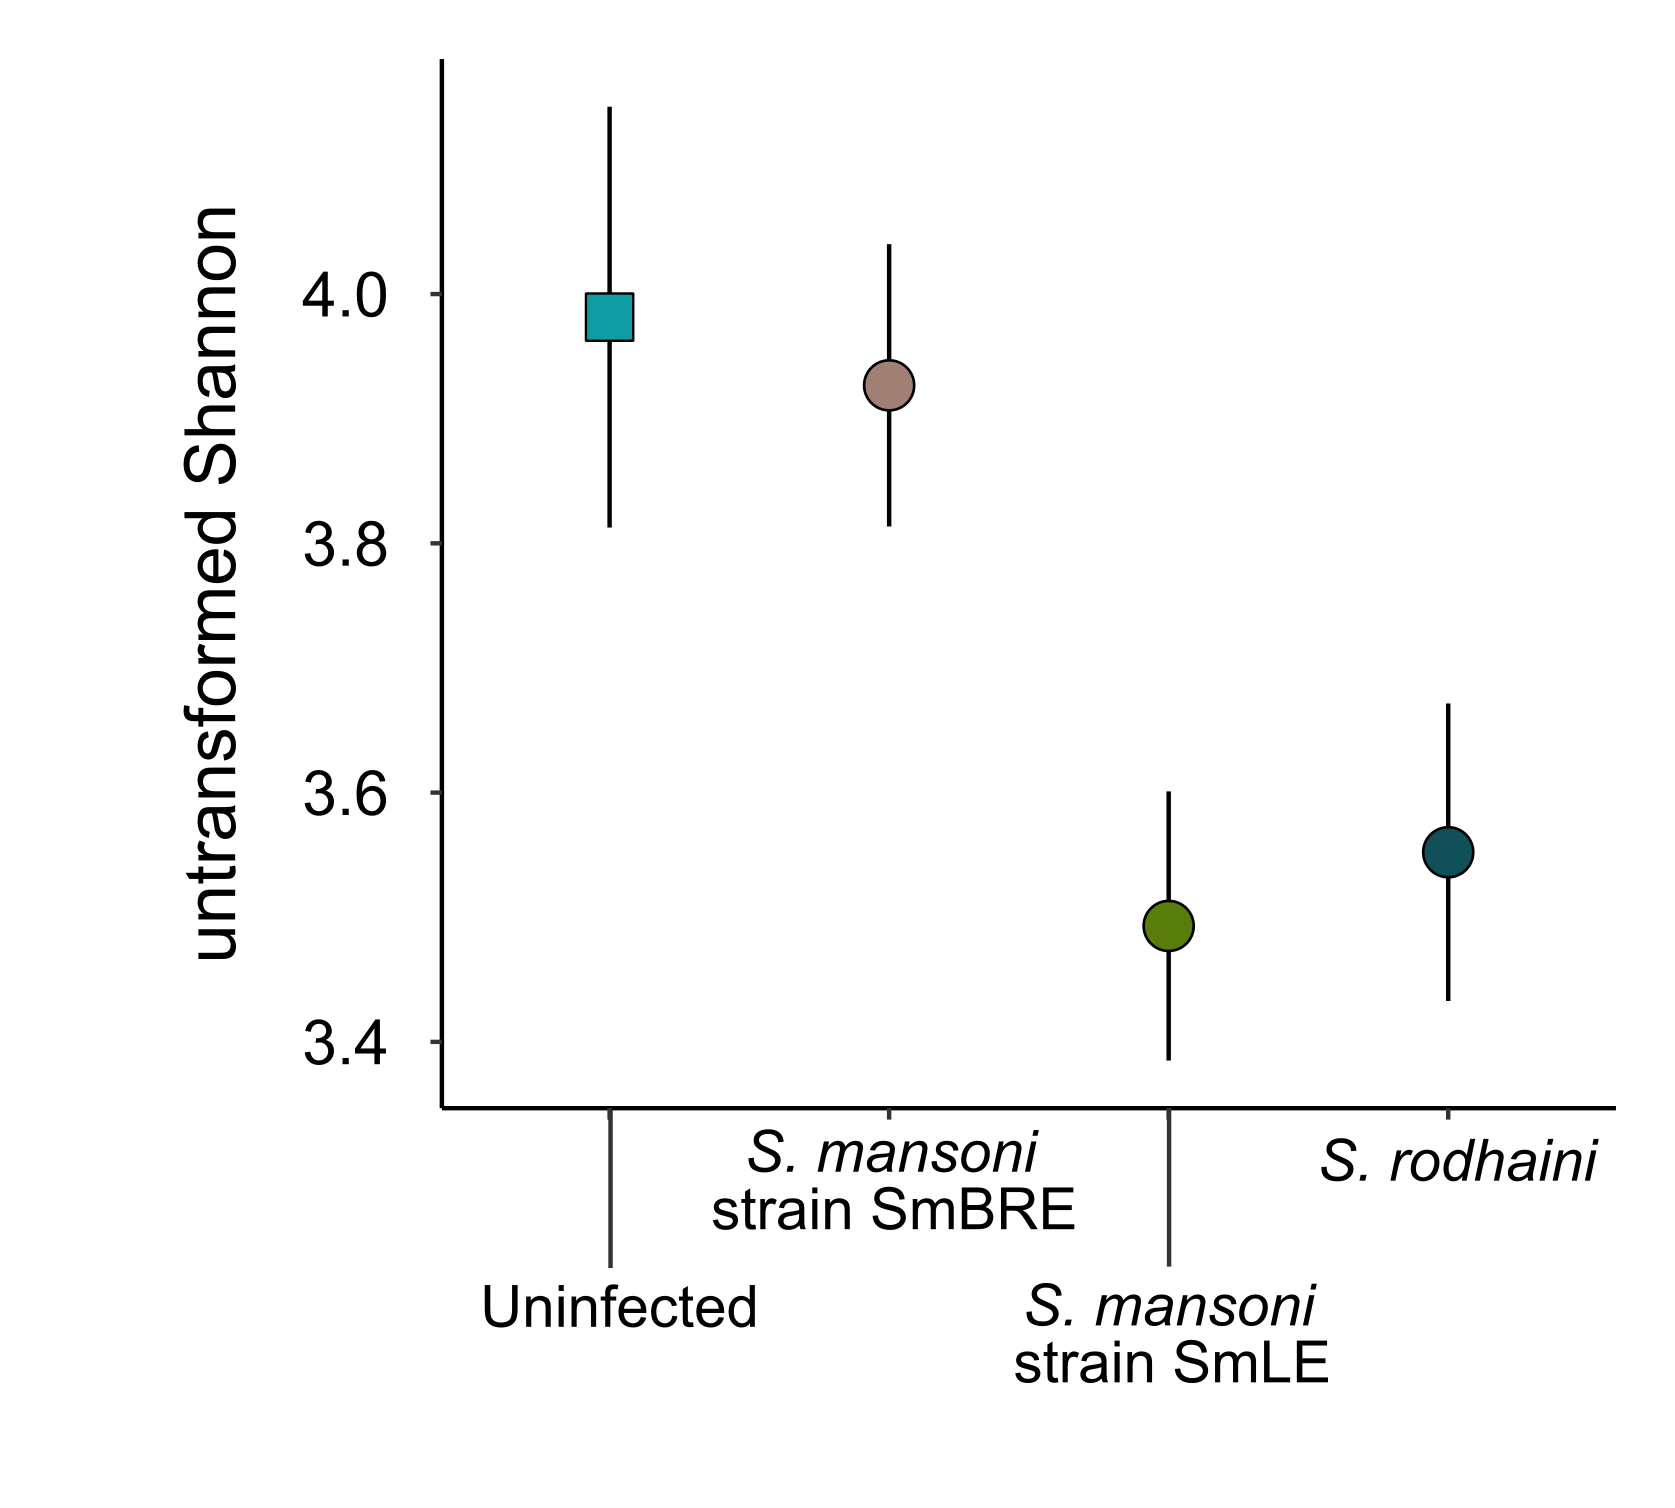 untransformed Shannon
4.0
3.8
3.6
3.4
S. mansoni
strain SmBRE
S. rodhaini
Uninfected
S. mansoni
strain SmLE